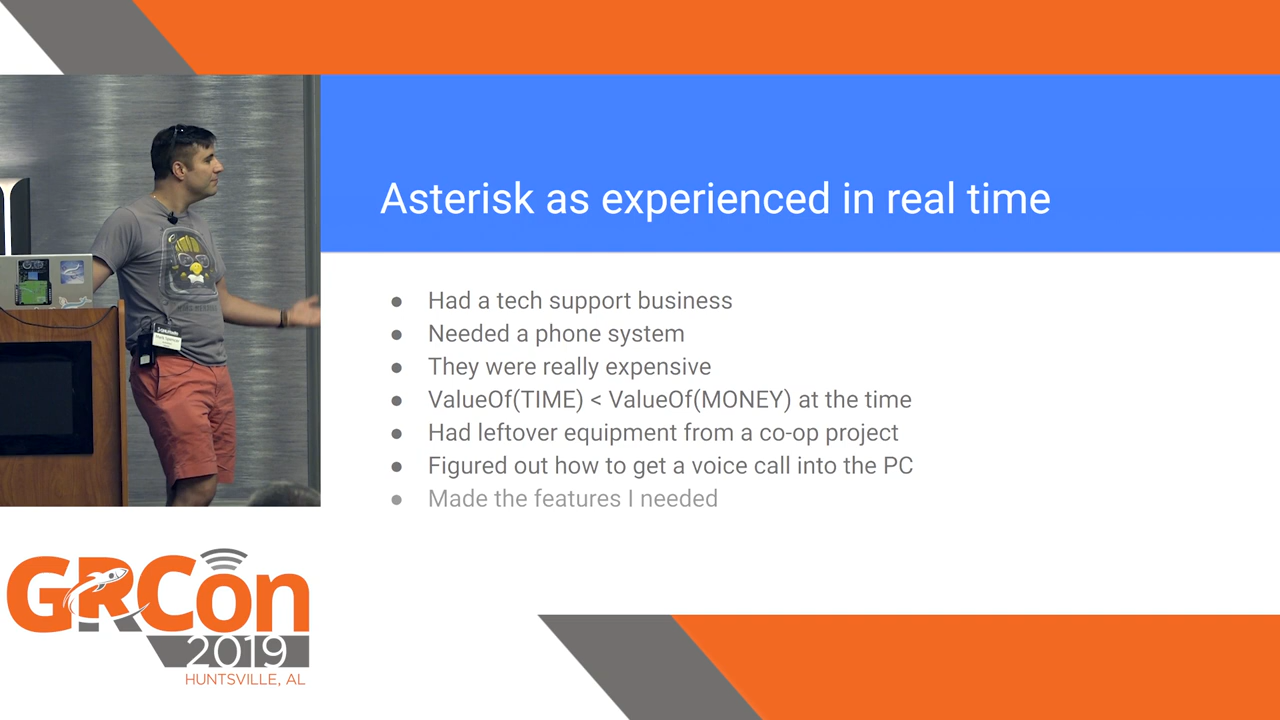 Asterisk as experienced in real time
● Had a tech support business
● Needed a phone system
● They were really expensive
● ValueOf(TIME) < ValueOf(MONEY) at the time
● Had leftover equipment from a co-op project
● Figured out how to get a voice call into the PC
● Made the features I needed
GRCon
2019
HUNTSVILLE, AL